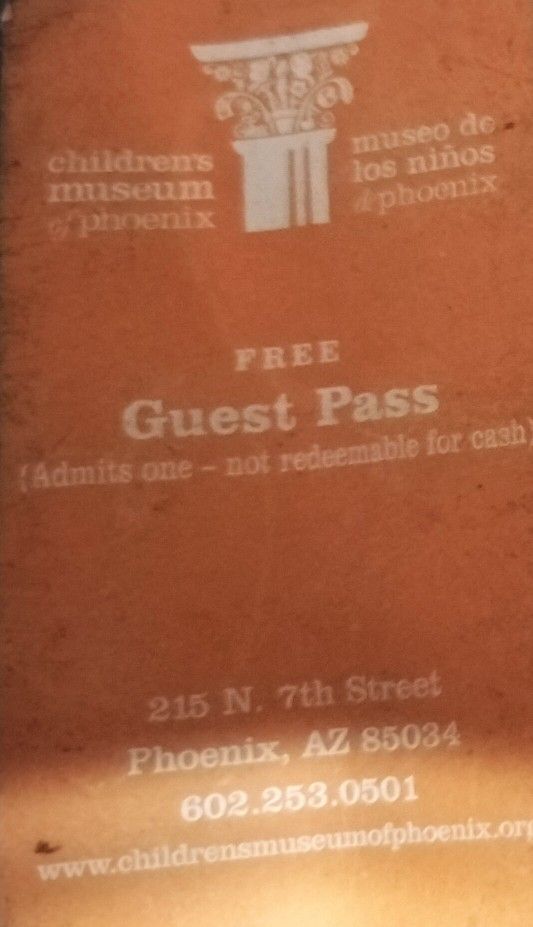 children's
museum
of phoenix
museo de
los niños
de phoenix
FREE
Guest Pass
(Admits one – not redeemable for cash)
215 N. 7th Street
Phoenix, AZ 85034
602.253.0501
www.childrensmuseumofphoenix.org